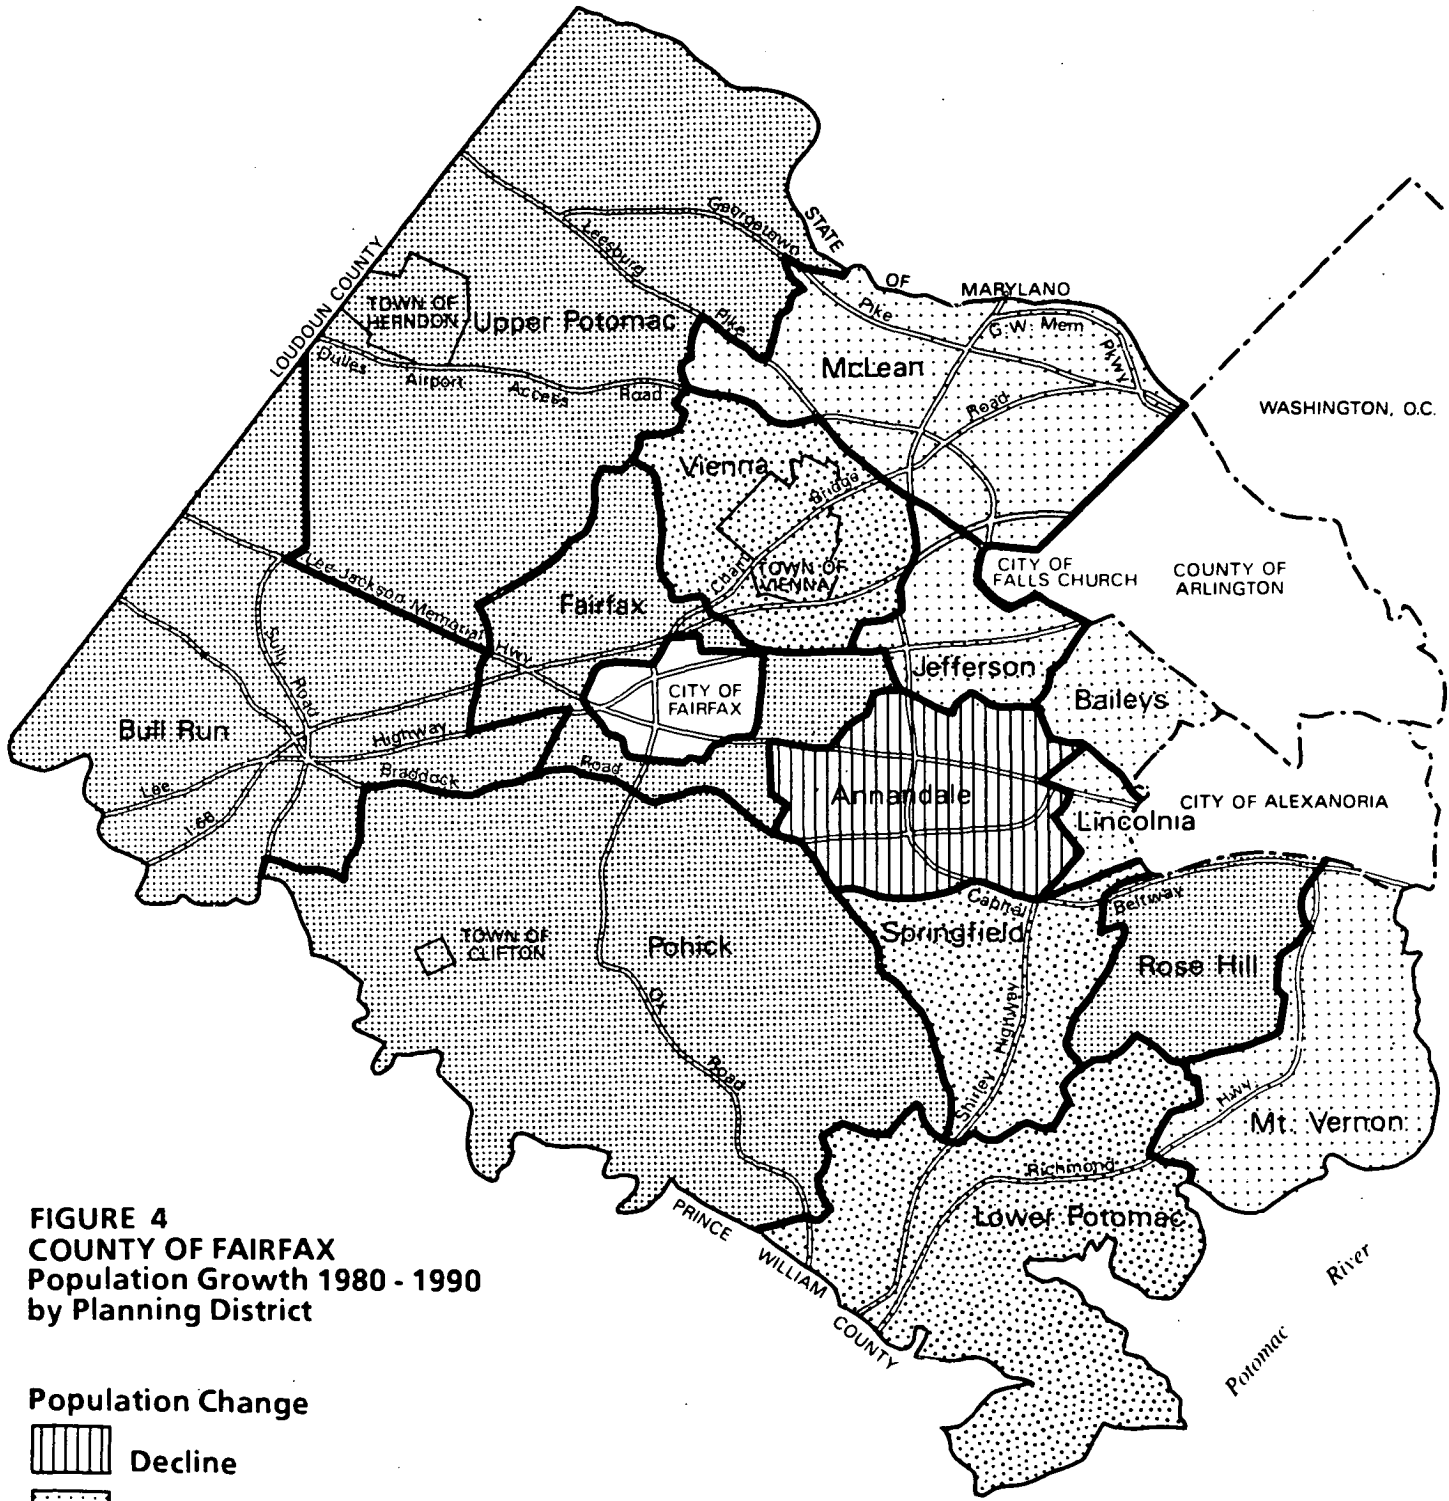 Georgetown
Pike
STATE
OF
MARYLANO
LOUDOUN COUNTY
Leesburg
Pike
TOWN OF
HERNDON
Upper Potomac
G.W. Mem
Pkwy
McLean
Dulles
Airport
Access
Road
Road
WASHINGTON, O.C.
Vienna
Bridge
Chain
TOWN OF
VIENNA
CITY OF
FALLS CHURCH
COUNTY OF
ARLINGTON
Lee Jackson Memorial
Hwy
Fairfax
Sully
Road
Jefferson
CITY OF
FAIRFAX
Baileys
Bull Run
Highway
Lee
Braddock
Road
I-66
Annandale
CITY OF ALEXANORIA
Lincolnia
Capital
Beltway
TOWN OF
CLIFTON
Pohick
Springfield
Rose Hill
Ox
Road
Shirley
Highway
Hwy.
Mt. Vernon
Richmond
Lower Potomac
PRINCE
WILLIAM
COUNTY
River
Potomac
FIGURE 4
COUNTY OF FAIRFAX
Population Growth 1980 - 1990
by Planning District
Population Change
Decline